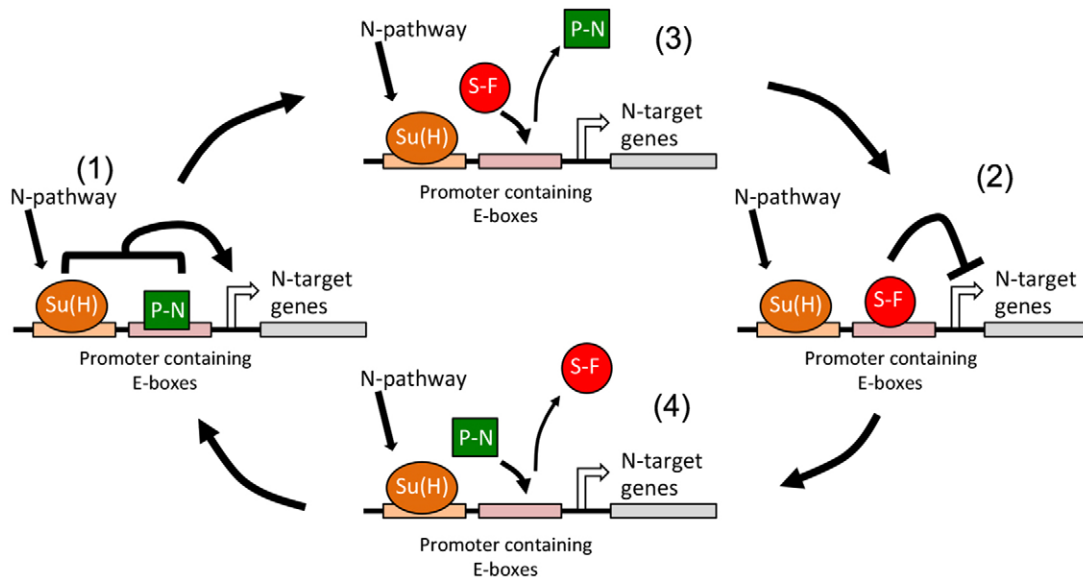 N-pathway
P-N
(3)
S-F
Su(H)
N-target
genes
Promoter containing
E-boxes
(1)
N-pathway
Su(H)
P-N
N-target
genes
Promoter containing
E-boxes
(2)
N-pathway
Su(H)
S-F
N-target
genes
Promoter containing
E-boxes
N-pathway
S-F
(4)
P-N
Su(H)
N-target
genes
Promoter containing
E-boxes